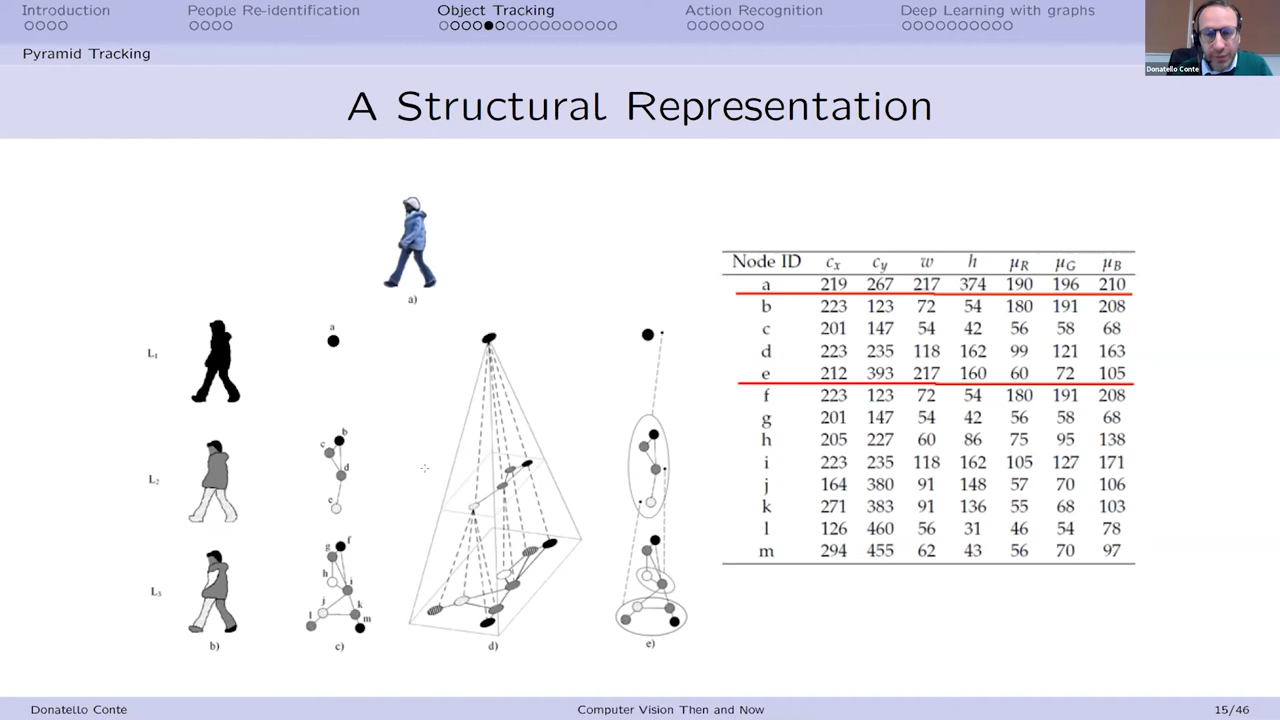 Introduction People Re-identification Object Tracking Action Recognition Deep Learning with graphs
Donatello Conte
Pyramid Tracking
A Structural Representation
a)
L1
a
L2
b
c
d
e
L3
g f
h i
j k
l m
b) c) d) e)
Node ID cx cy w h μR μG μB
a 219 267 217 374 190 196 210
b 223 123 72 54 180 191 208
c 201 147 54 42 56 58 68
d 223 235 118 162 99 121 163
e 212 393 217 160 60 72 105
f 223 123 72 54 180 191 208
g 201 147 54 42 56 58 68
h 205 227 60 86 75 95 138
i 223 235 118 162 105 127 171
j 164 380 91 148 57 70 106
k 271 383 91 136 55 68 103
l 126 460 56 31 46 54 78
m 294 455 62 43 56 70 97
Donatello Conte Computer Vision Then and Now 15/46